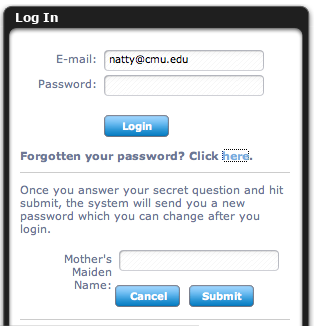 Log In
E-mail: natty@cmu.edu
Password:
Login
Forgotten your password? Click here.
Once you answer your secret question and hit
submit, the system will send you a new
password which you can change after you
login.
Mother's
Maiden
Name:
Cancel Submit